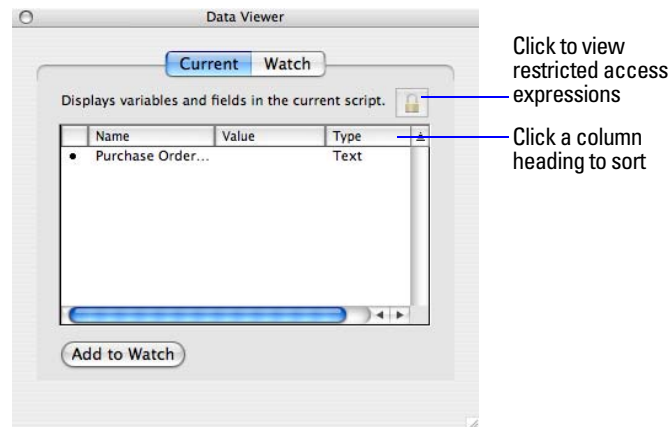 Data Viewer
Current Watch
Displays variables and fields in the current script.
Name Value Type
• Purchase Order... Text
Add to Watch
Click to view
restricted access
expressions
Click a column
heading to sort